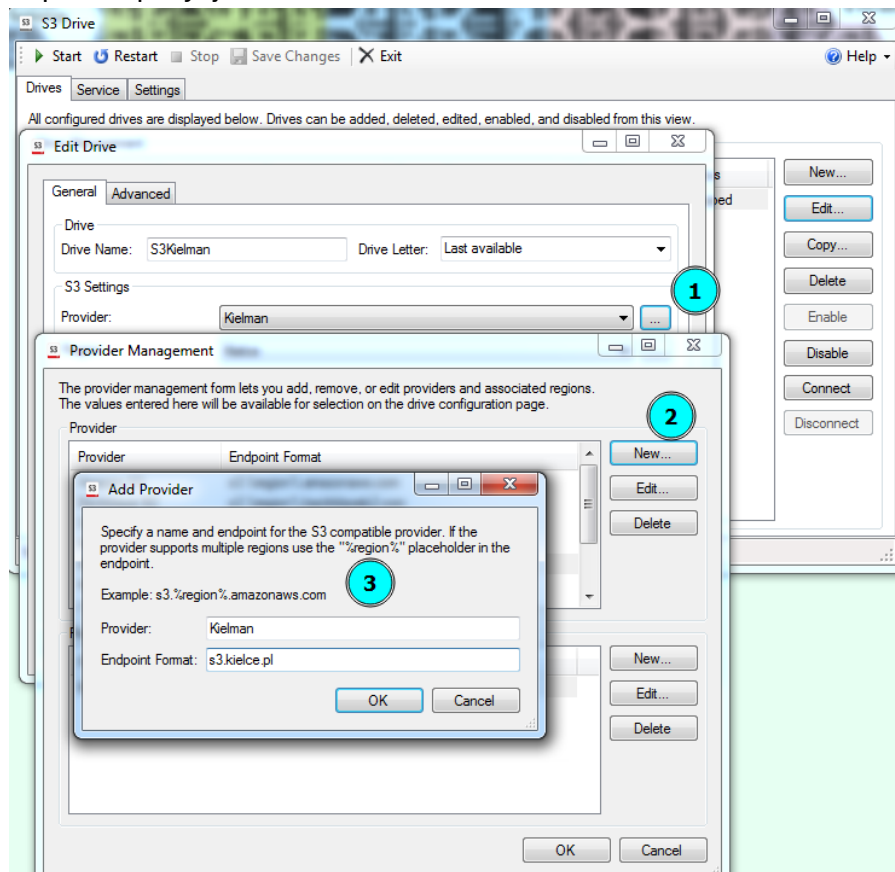 S3 Drive
Start Restart Stop Save Changes Exit Help
Drives Service Settings
All configured drives are displayed below. Drives can be added, deleted, edited, enabled, and disabled from this view.
Edit Drive
General Advanced
Drive
Drive Name: S3Kielman Drive Letter: Last available
S3 Settings
Provider: Kielman ...
1
New...
Edit...
Copy...
Delete
Enable
Disable
Connect
Disconnect
Provider Management
The provider management form lets you add, remove, or edit providers and associated regions.
The values entered here will be available for selection on the drive configuration page.
Provider
2
Provider Endpoint Format
New...
Edit...
Delete
Add Provider
Specify a name and endpoint for the S3 compatible provider. If the
provider supports multiple regions use the "%region%" placeholder in the
endpoint.
3
Example: s3.%region%.amazonaws.com
Provider: Kielman
Endpoint Format: s3.kielce.pl
OK Cancel
New...
Edit...
Delete
OK Cancel